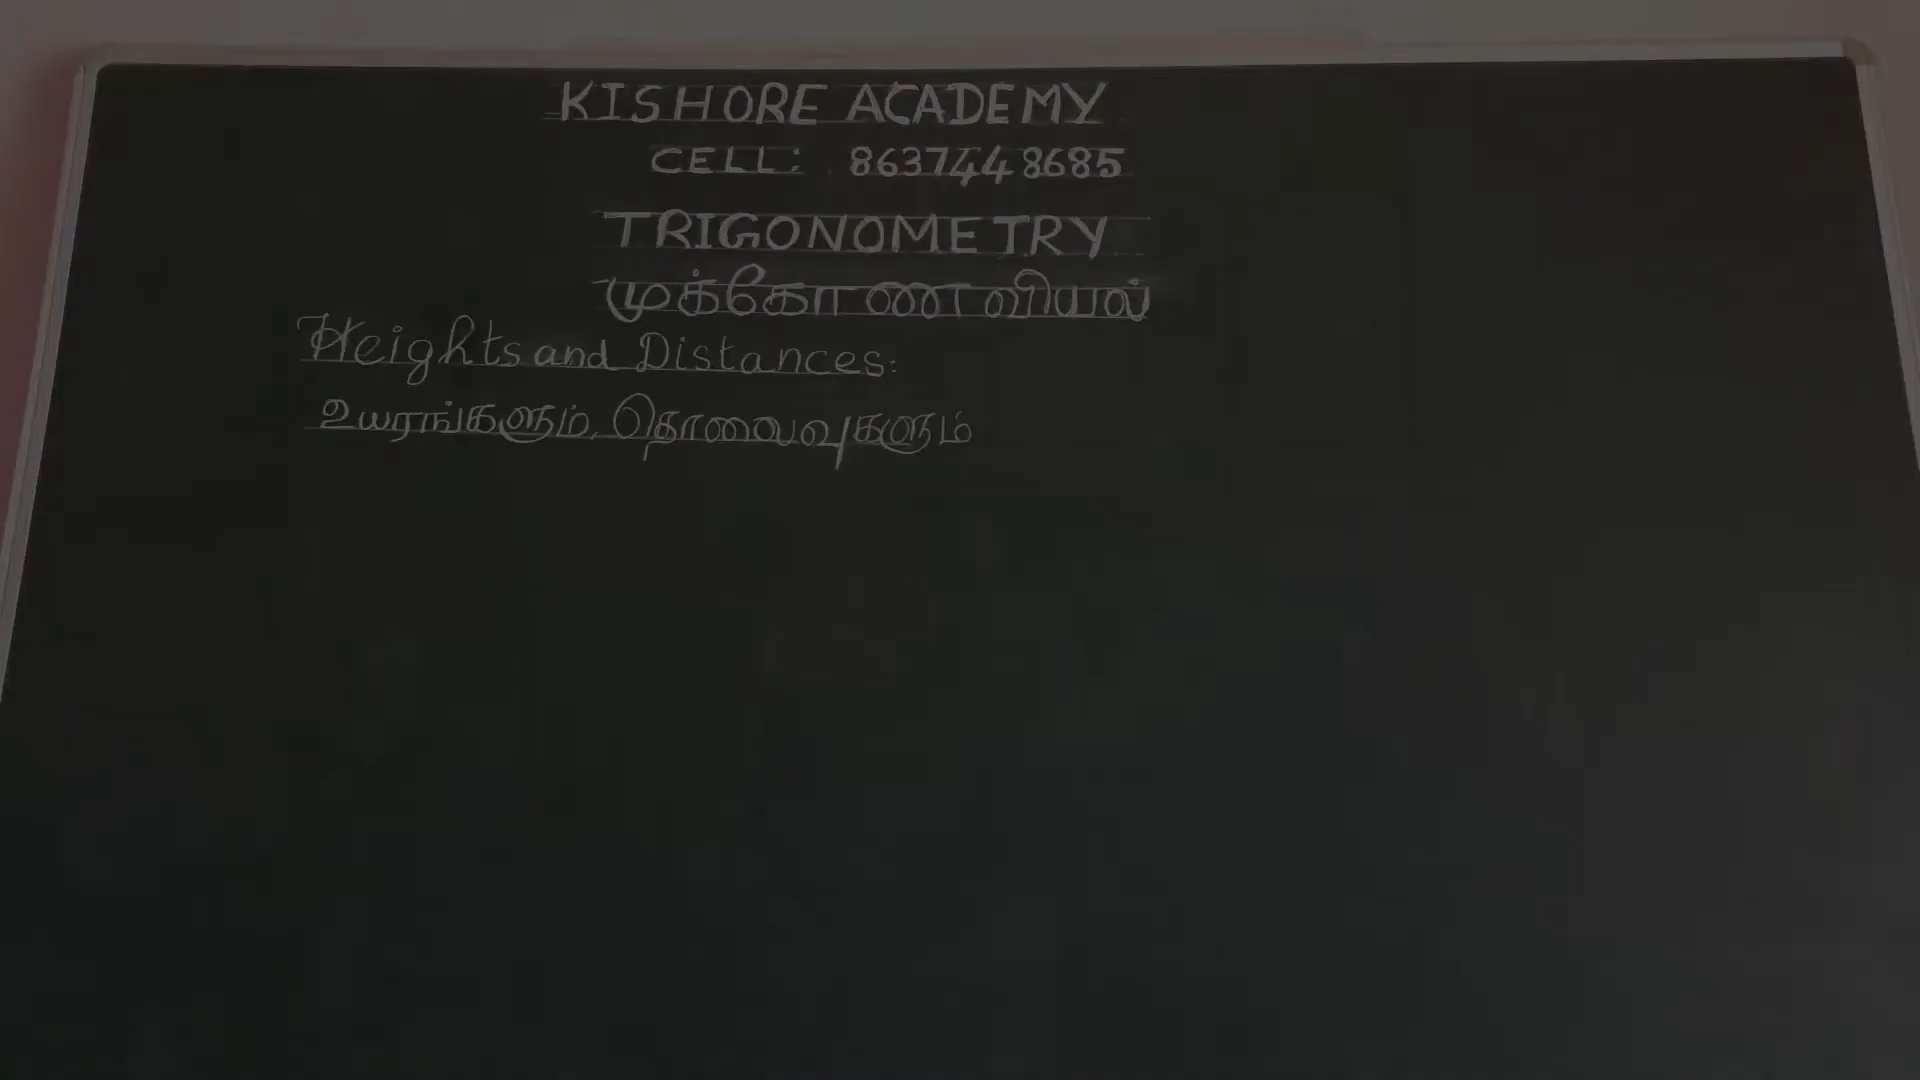 KISHORE ACADEMY
CELL: 8637448685
TRIGONOMETRY
முக்கோணவியல்
Heights and Distances:
உயரங்களும், தொலைவுகளும்